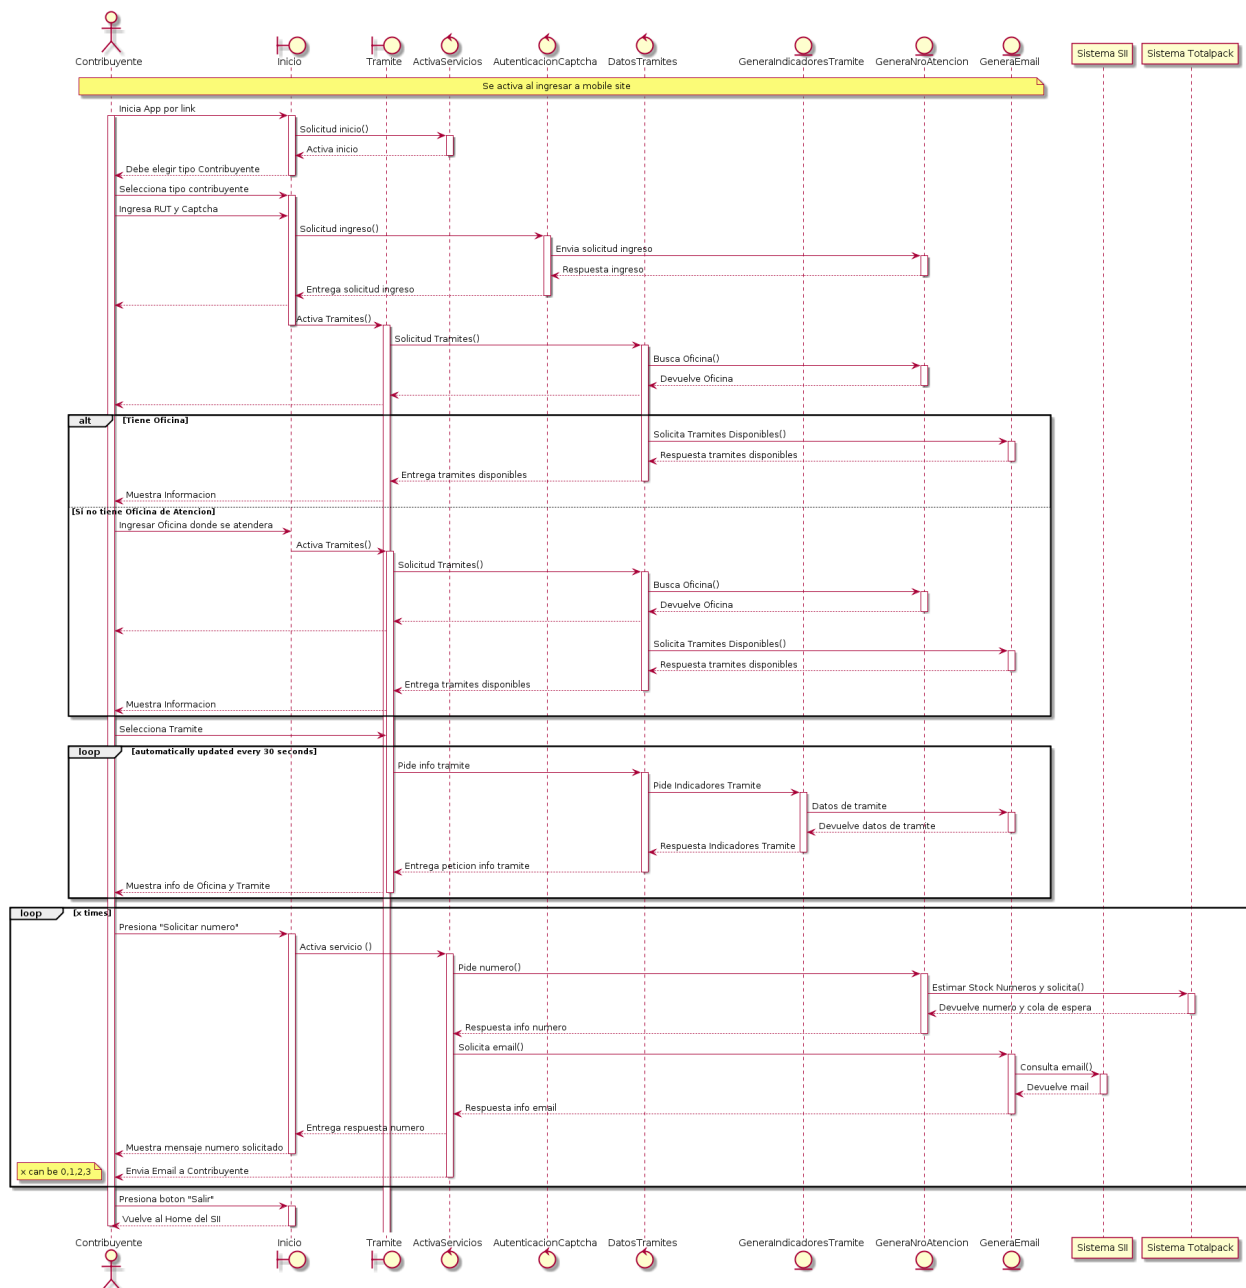 Contribuyente
Inicio
Tramite
ActivaServicios
AutenticacionCaptcha
DatosTramites
GeneraIndicadoresTramite
GeneraNroAtencion
GeneraEmail
Sistema SII
Sistema Totalpack
Se activa al ingresar a mobile site
Inicia App por link
Solicitud inicio()
Activa inicio
Debe elegir tipo Contribuyente
Selecciona tipo contribuyente
Ingresa RUT y Captcha
Solicitud ingreso()
Envia solicitud ingreso
Respuesta ingreso
Entrega solicitud ingreso
Activa Tramites()
Solicitud Tramites()
Busca Oficina()
Devuelve Oficina
alt
[Tiene Oficina]
Solicita Tramites Disponibles()
Respuesta tramites disponibles
Entrega tramites disponibles
Muestra Informacion
[Si no tiene Oficina de Atencion]
Ingresar Oficina donde se atendera
Activa Tramites()
Solicitud Tramites()
Busca Oficina()
Devuelve Oficina
Solicita Tramites Disponibles()
Respuesta tramites disponibles
Entrega tramites disponibles
Muestra Informacion
Selecciona Tramite
loop
[automatically updated every 30 seconds]
Pide info tramite
Pide Indicadores Tramite
Datos de tramite
Devuelve datos de tramite
Respuesta Indicadores Tramite
Entrega peticion info tramite
Muestra info de Oficina y Tramite
loop
[x times]
Presiona "Solicitar numero"
Activa servicio ()
Pide numero()
Estimar Stock Numeros y solicita()
Devuelve numero y cola de espera
Respuesta info numero
Solicita email()
Consulta email()
Devuelve mail
Respuesta info email
Entrega respuesta numero
Muestra mensaje numero solicitado
x can be 0,1,2,3
Envia Email a Contribuyente
Presiona boton "Salir"
Vuelve al Home del SII
Contribuyente
Inicio
Tramite
ActivaServicios
AutenticacionCaptcha
DatosTramites
GeneraIndicadoresTramite
GeneraNroAtencion
GeneraEmail
Sistema SII
Sistema Totalpack